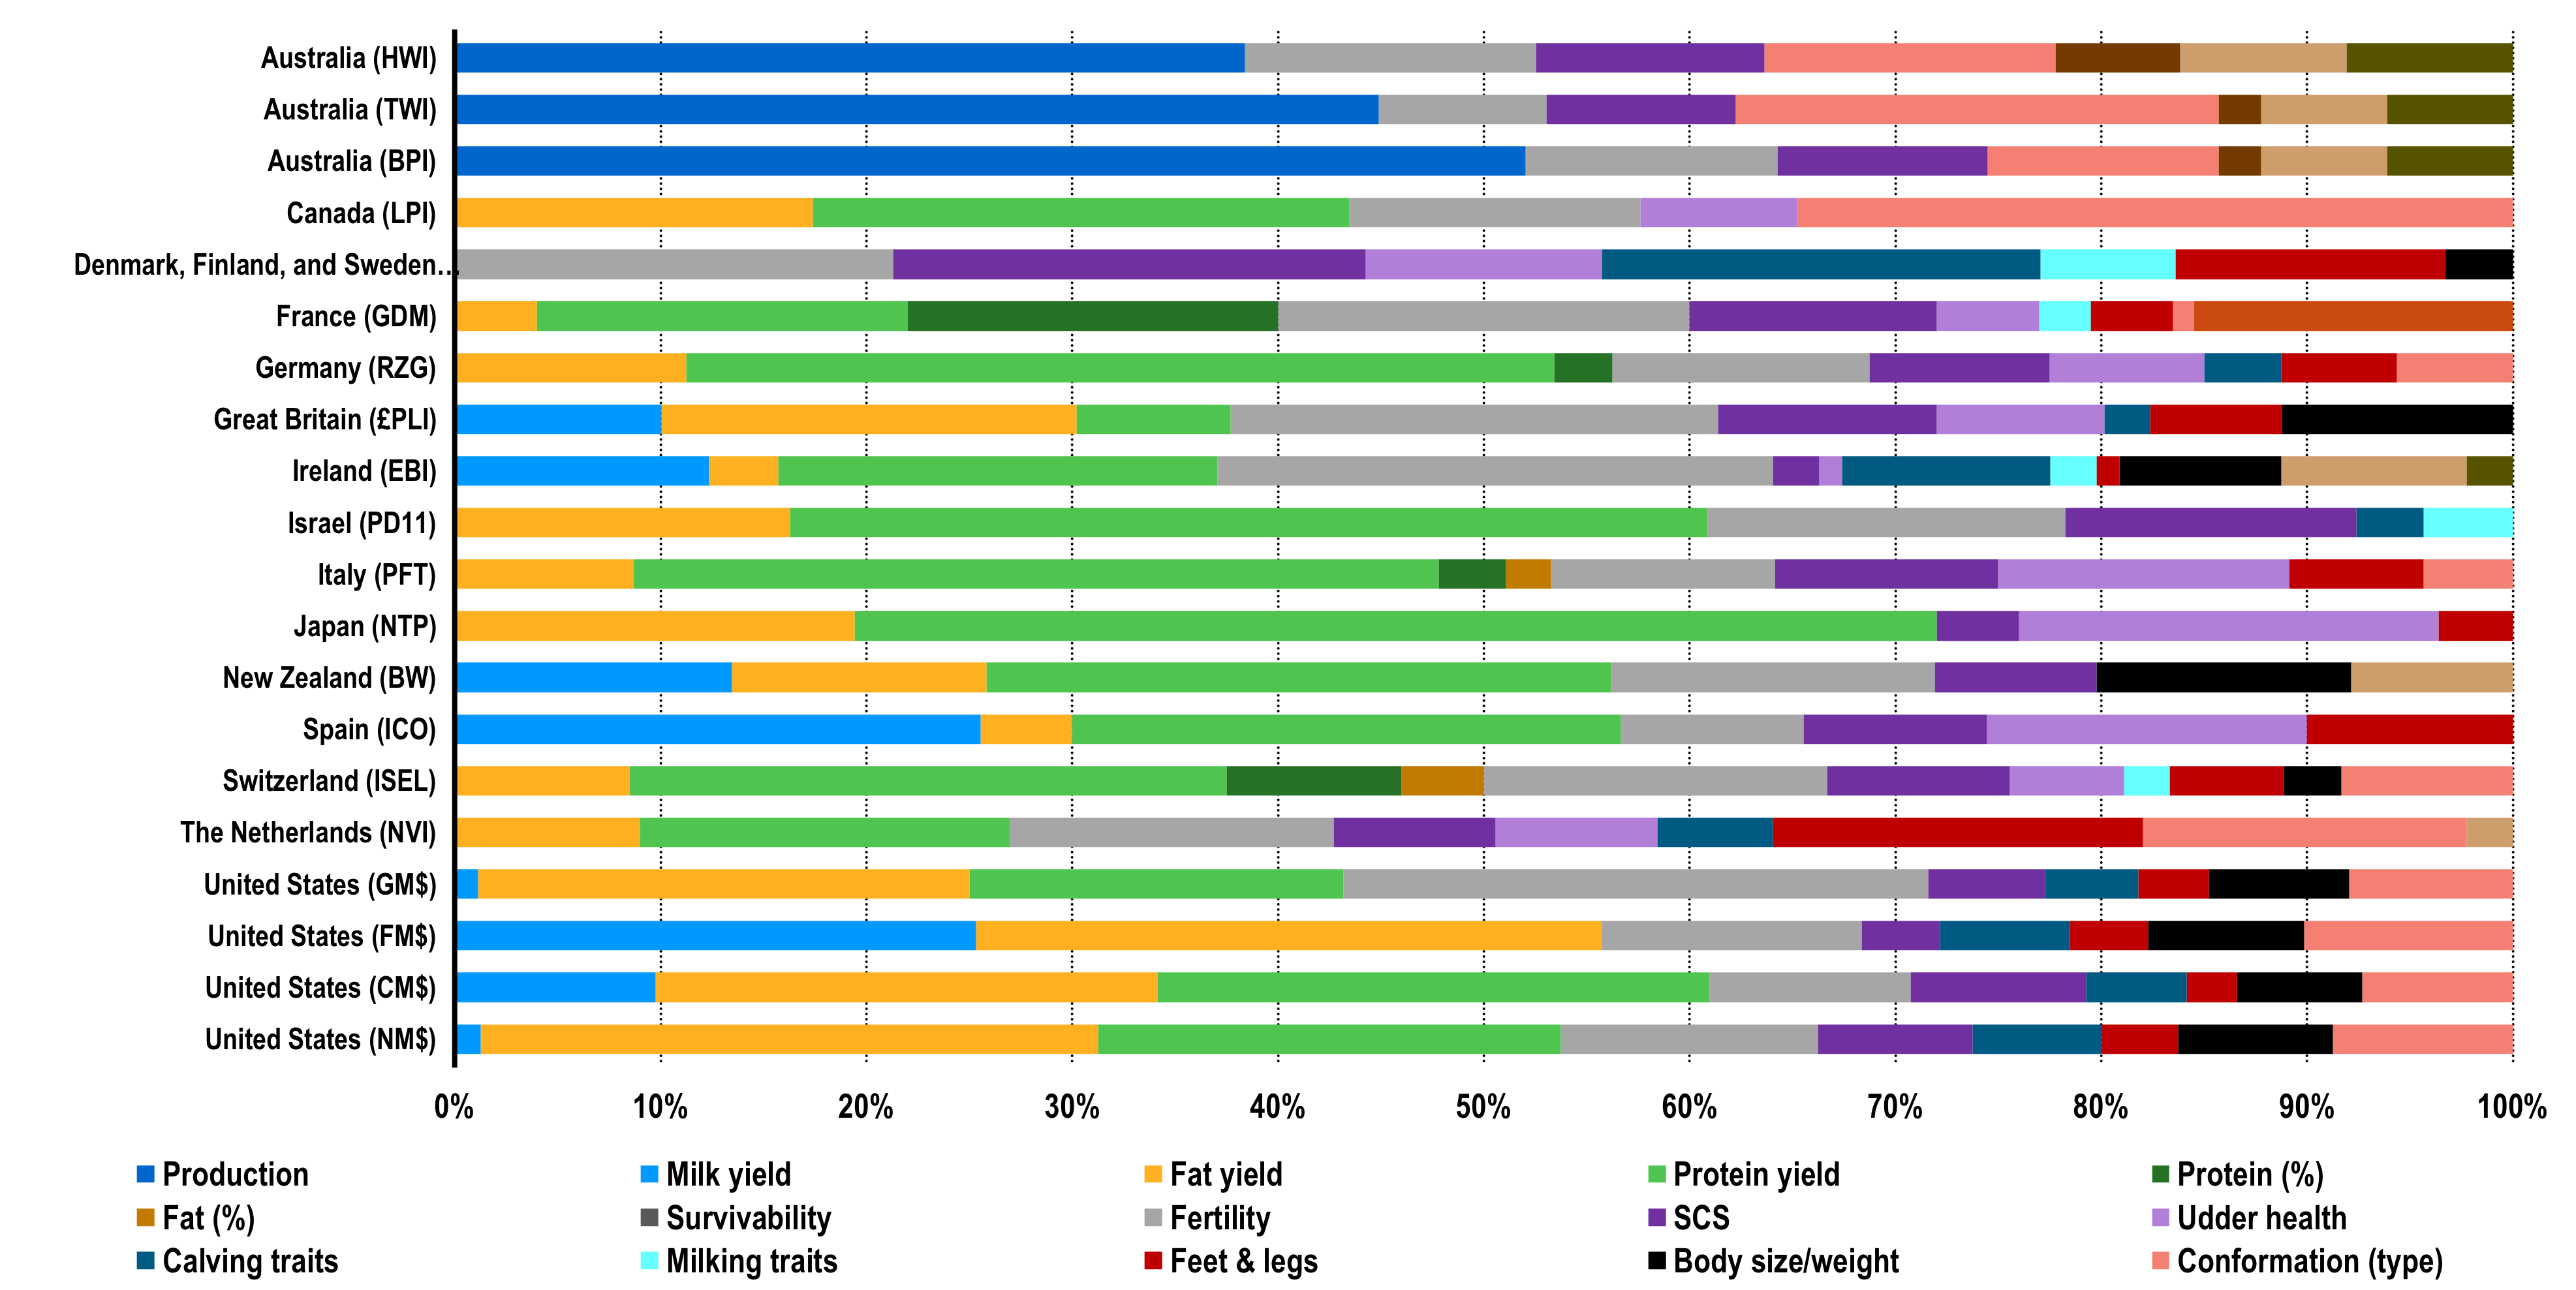 Australia (HWI)
Australia (TWI)
Australia (BPI)
Canada (LPI)
Denmark, Finland, and Sweden…
France (GDM)
Germany (RZG)
Great Britain (£PLI)
Ireland (EBI)
Israel (PD11)
Italy (PFT)
Japan (NTP)
New Zealand (BW)
Spain (ICO)
Switzerland (ISEL)
The Netherlands (NVI)
United States (GM$)
United States (FM$)
United States (CM$)
United States (NM$)
0% 10% 20% 30% 40% 50% 60% 70% 80% 90% 100%
Production Milk yield Fat yield Protein yield Protein (%)
Fat (%) Survivability Fertility SCS Udder health
Calving traits Milking traits Feet & legs Body size/weight Conformation (type)